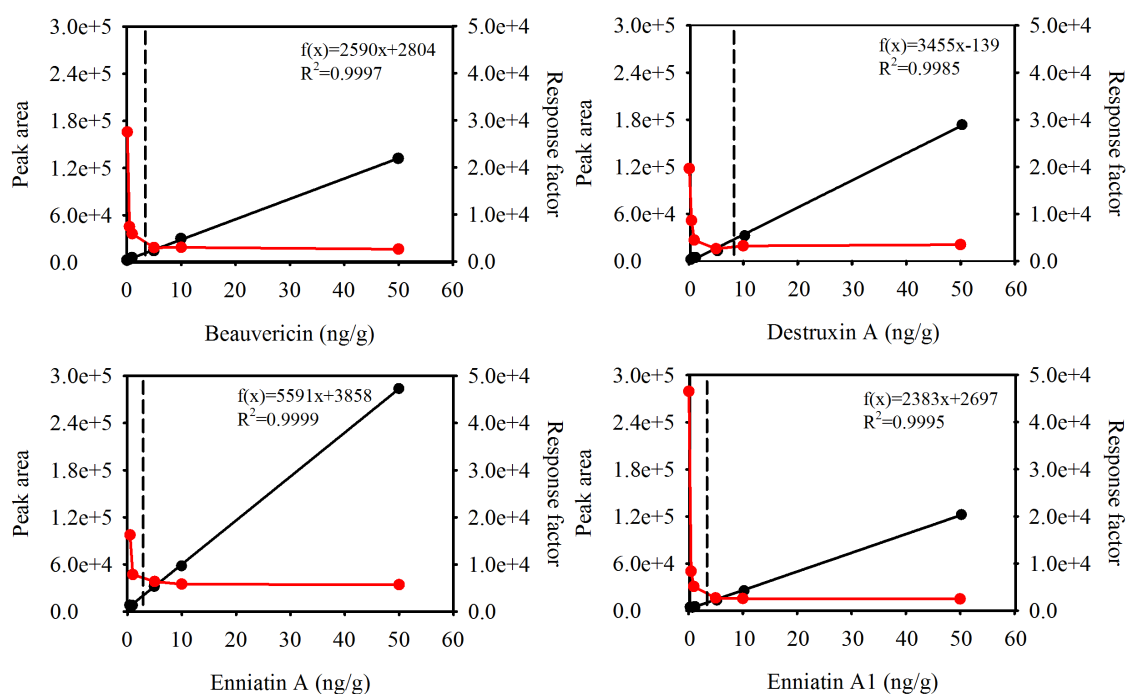 3.0e+5
2.4e+5
1.8e+5
1.2e+5
6.0e+4
0.0
Peak area
f(x)=2590x+2804
R²=0.9997
5.0e+4
4.0e+4
3.0e+4
2.0e+4
1.0e+4
0.0
Response factor
0 10 20 30 40 50 60
Beauvericin (ng/g)
3.0e+5
2.4e+5
1.8e+5
1.2e+5
6.0e+4
0.0
Peak area
f(x)=3455x-139
R²=0.9985
5.0e+4
4.0e+4
3.0e+4
2.0e+4
1.0e+4
0.0
Response factor
0 10 20 30 40 50 60
Destruxin A (ng/g)
3.0e+5
2.4e+5
1.8e+5
1.2e+5
6.0e+4
0.0
Peak area
f(x)=5591x+3858
R²=0.9999
5.0e+4
4.0e+4
3.0e+4
2.0e+4
1.0e+4
0.0
Response factor
0 10 20 30 40 50 60
Enniatin A (ng/g)
3.0e+5
2.4e+5
1.8e+5
1.2e+5
6.0e+4
0.0
Peak area
f(x)=2383x+2697
R²=0.9995
5.0e+4
4.0e+4
3.0e+4
2.0e+4
1.0e+4
0.0
Response factor
0 10 20 30 40 50 60
Enniatin A1 (ng/g)